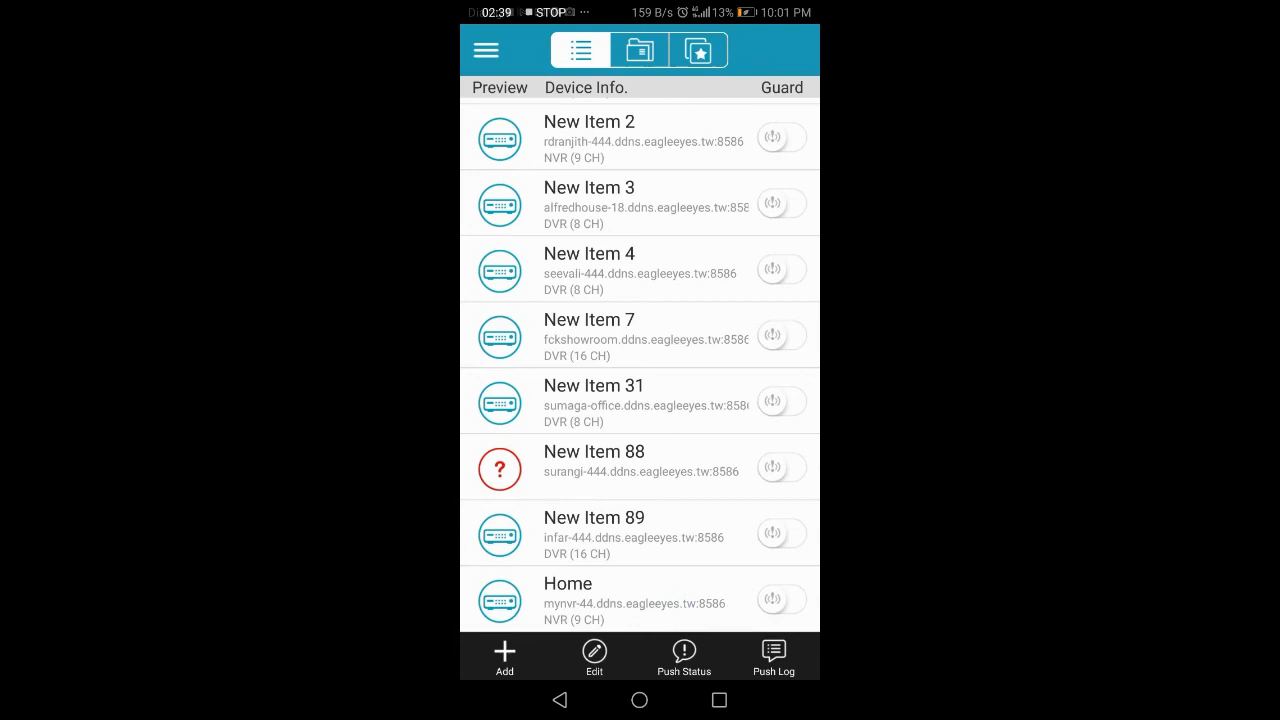 02:39 STOP ... 159 B/s 13% 10:01 PM
Preview Device Info. Guard
New Item 2
rdranjith-444.ddns.eagleeyes.tw:8586
NVR (9 CH)
New Item 3
alfredhouse-18.ddns.eagleeyes.tw:858
DVR (8 CH)
New Item 4
seevali-444.ddns.eagleeyes.tw:8586
DVR (8 CH)
New Item 7
fckshowroom.ddns.eagleeyes.tw:8586
DVR (16 CH)
New Item 31
sumaga-office.ddns.eagleeyes.tw:858
DVR (8 CH)
?
New Item 88
surangi-444.ddns.eagleeyes.tw:8586
New Item 89
infar-444.ddns.eagleeyes.tw:8586
DVR (16 CH)
Home
mynvr-44.ddns.eagleeyes.tw:8586
NVR (9 CH)
Add Edit Push Status Push Log